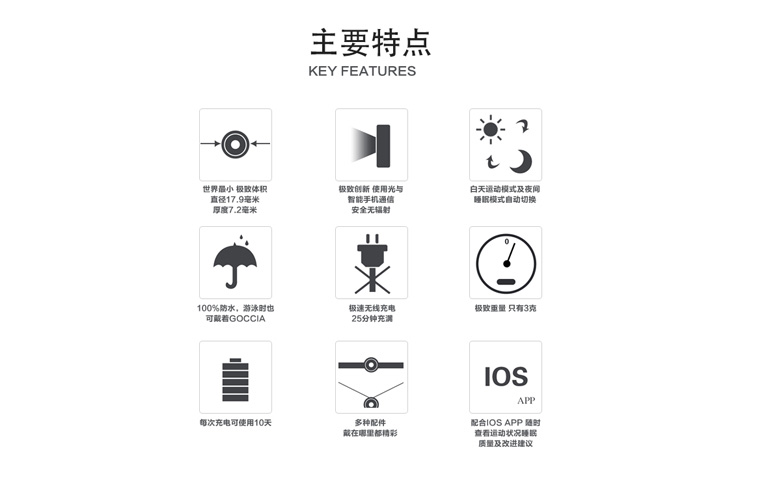 主要特点
KEY FEATURES
世界最小 极致体积
直径17.9毫米
厚度7.2毫米
极致创新 使用光与
智能手机通信
安全无辐射
白天运动模式及夜间
睡眠模式自动切换
100%防水，游泳时也
可戴着GOCCIA
极速无线充电
25分钟充满
0
极致重量 只有3克
每次充电可使用10天
多种配件
戴在哪里都精彩
IOS
APP
配合IOS APP 随时
查看运动状况睡眠
质量及改进建议